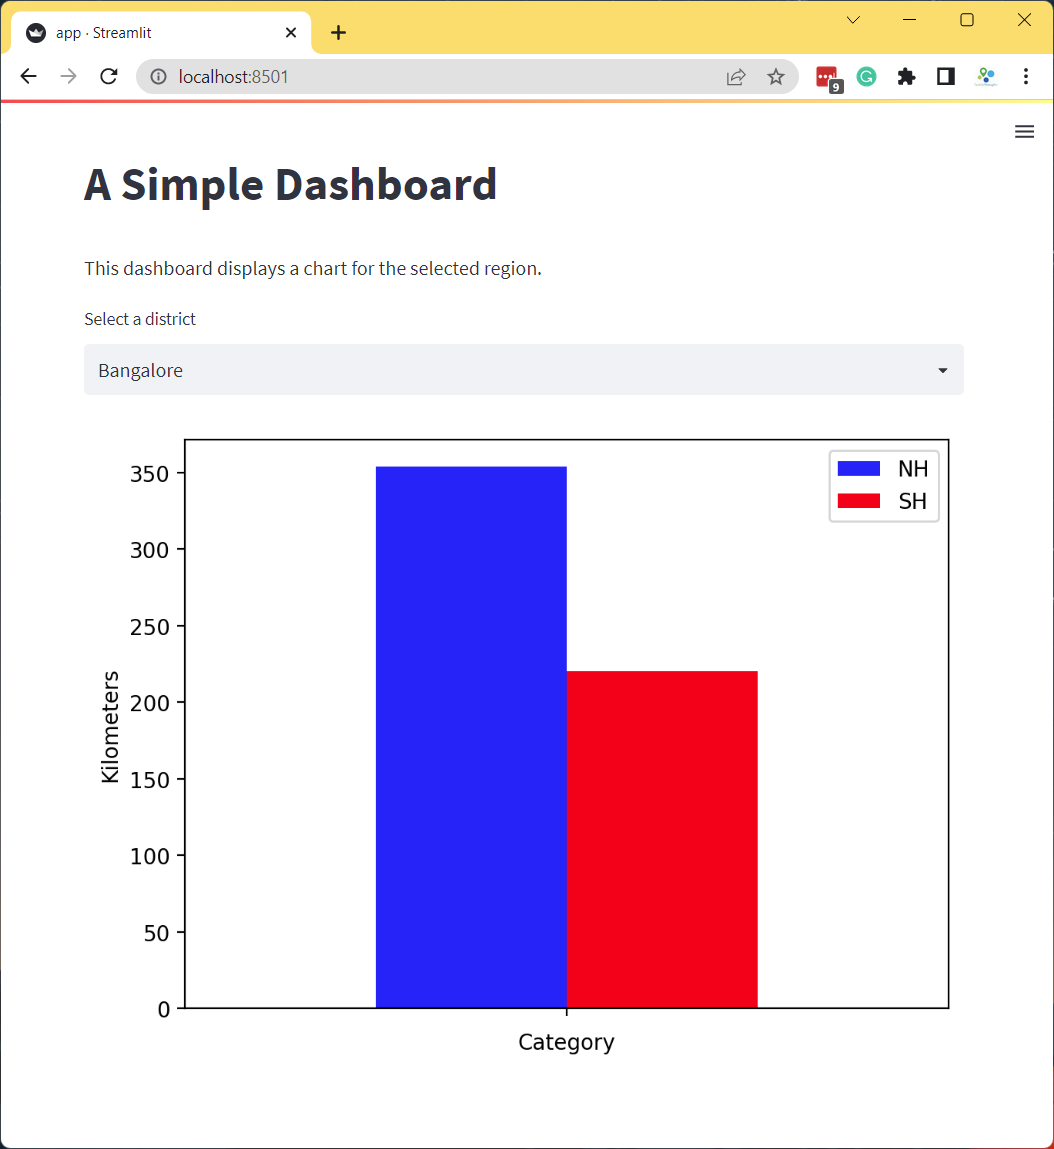 app · Streamlit
localhost:8501
9
A Simple Dashboard
This dashboard displays a chart for the selected region.
Select a district
Bangalore
NH
SH
350
300
250
200
150
100
50
0
Kilometers
Category